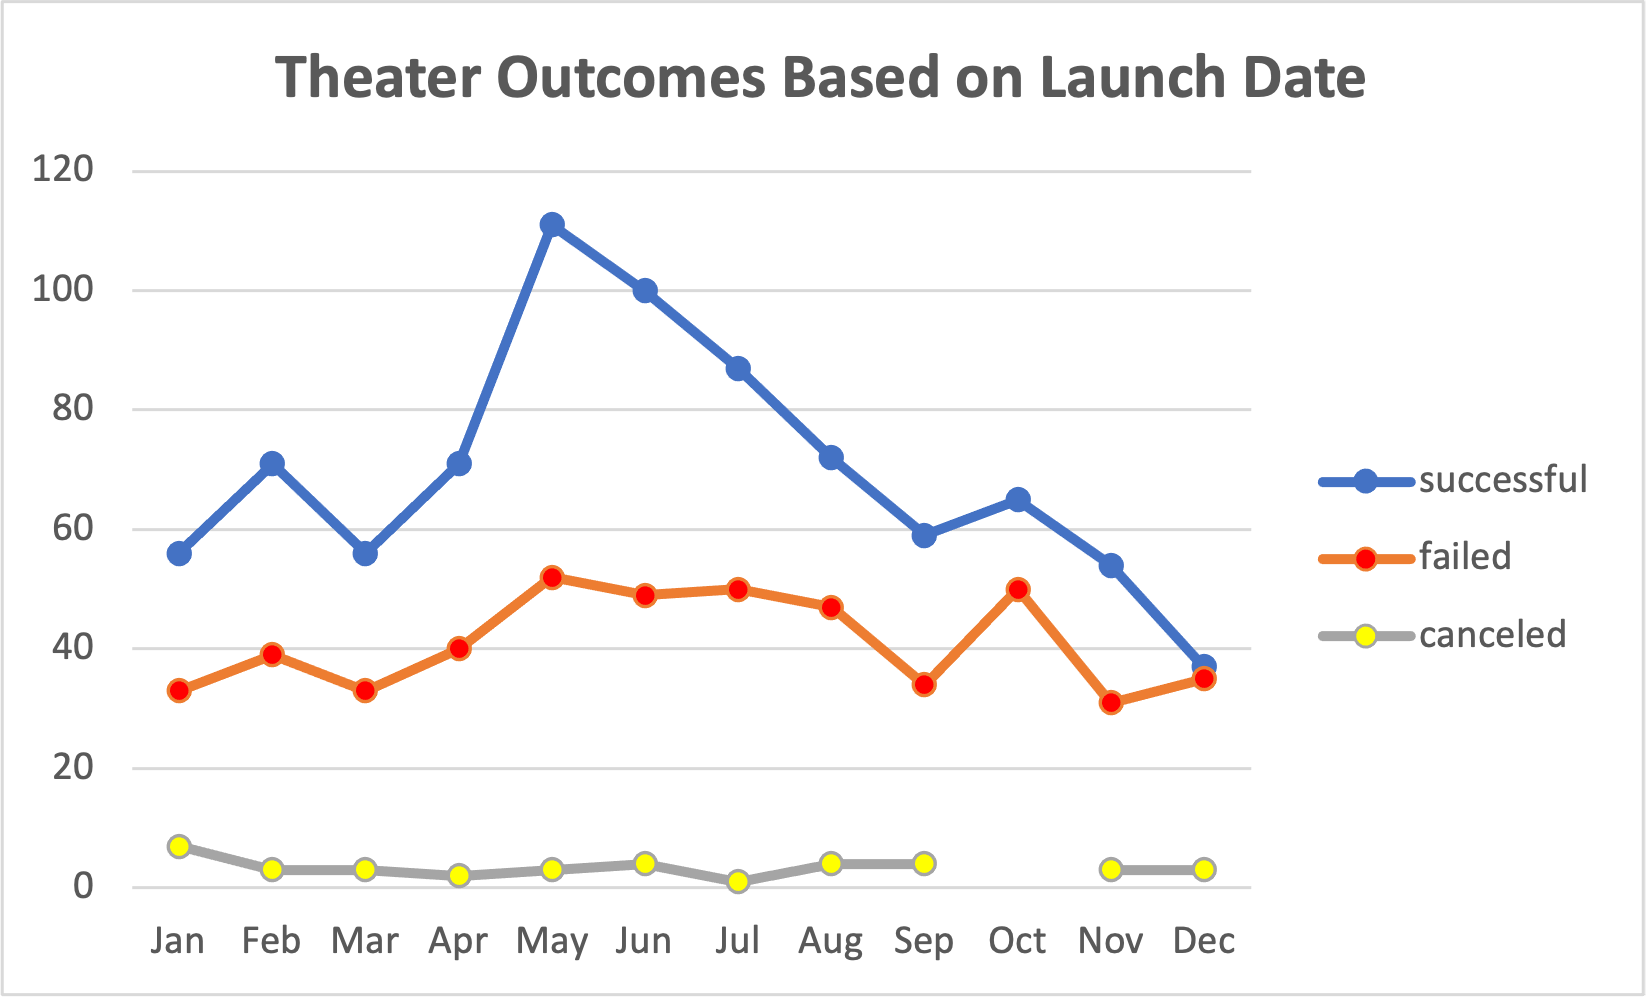 Theater Outcomes Based on Launch Date
120
100
80
60
40
20
0
Jan Feb Mar Apr May Jun Jul Aug Sep Oct Nov Dec
successful
failed
canceled